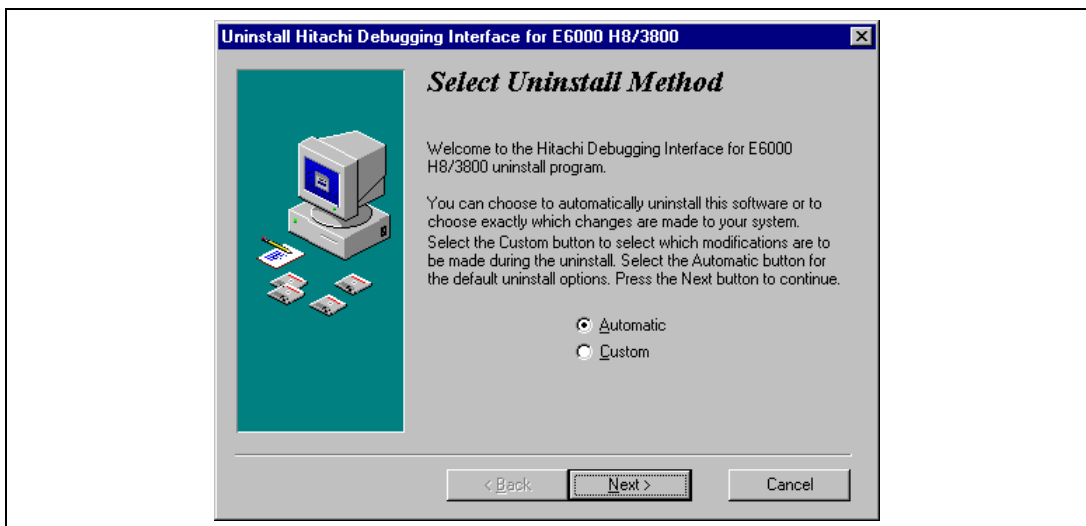 Uninstall Hitachi Debugging Interface for E6000 H8/3800
Select Uninstall Method
Welcome to the Hitachi Debugging Interface for E6000
H8/3800 uninstall program.
You can choose to automatically uninstall this software or to
choose exactly which changes are made to your system.
Select the Custom button to select which modifications are to
be made during the uninstall. Select the Automatic button for
the default uninstall options. Press the Next button to continue.
Automatic
Custom
< Back
Next >
Cancel